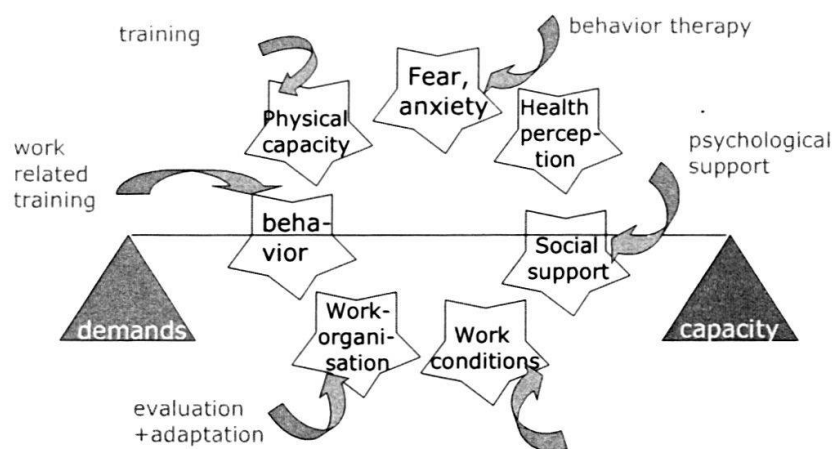 training
behavior therapy
Fear,
anxiety
Physical
capacity
Health
percep-
tion
work
related
training
psychological
support
beha-
vior
Social
support
demands
capacity
Work-
organi-
sation
Work
conditions
evaluation
+adaptation